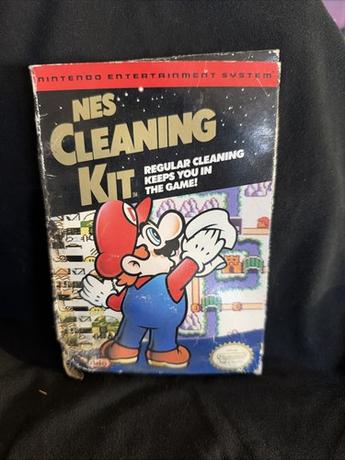 NINTENDO ENTERTAINMENT SYSTEM
NES
CLEANING
KIT
REGULAR CLEANING
KEEPS YOU IN
THE GAME!